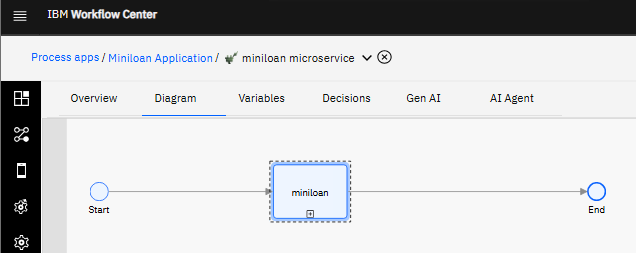 IBM Workflow Center
Process apps / Miniloan Application / miniloan microservice
Overview Diagram Variables Decisions Gen AI AI Agent
miniloan
Start End